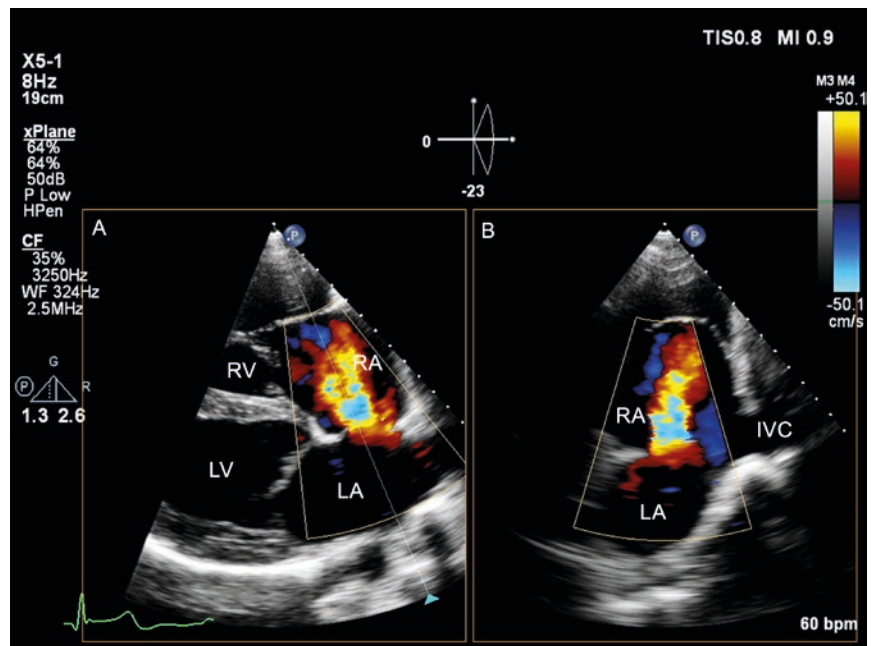 TIS0.8 MI 0.9
X5-1
8Hz
19cm
xPlane
64%
64%
50dB
P Low
HPen
CF
35%
3250Hz
WF 324Hz
2.5MHz
G
P R
1.3 2.6
0
-23
M3 M4
+50.1
-50.1
cm/s
A
P
RV
RA
LV
LA
B
P
RA
IVC
LA
60 bpm